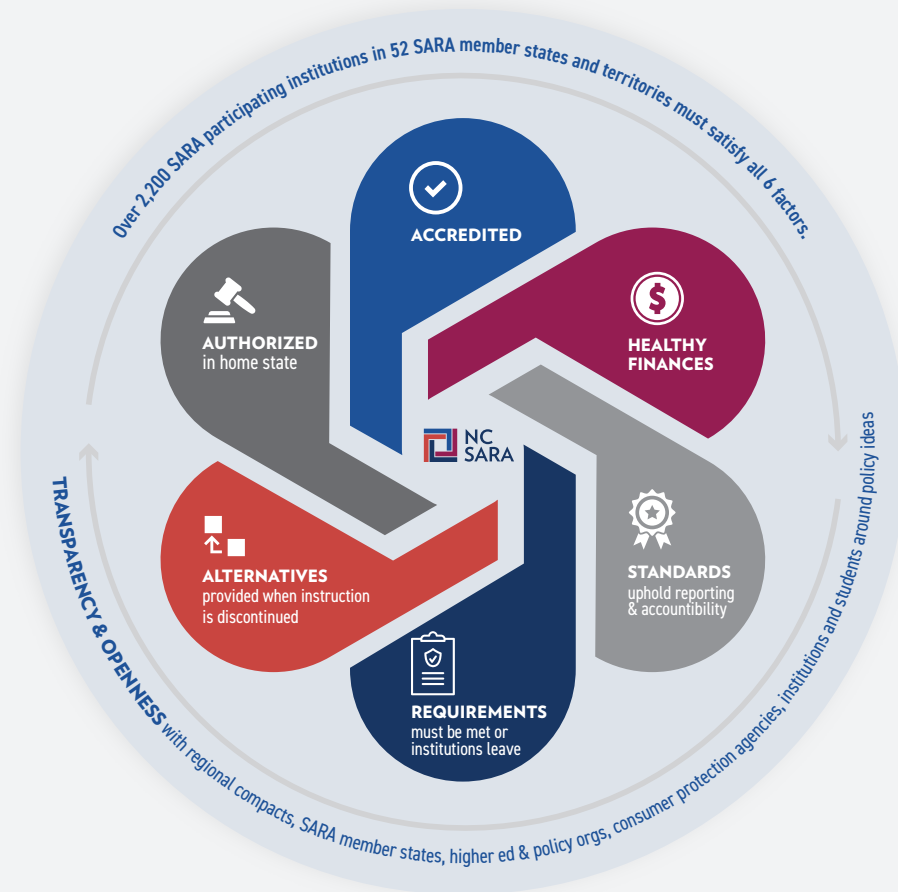 Over 2,200 SARA participating institutions in 52 SARA member states and territories must satisfy all 6 factors.
ACCREDITED
HEALTHY
FINANCES
STANDARDS
uphold reporting
& accountibility
REQUIREMENTS
must be met or
institutions leave
ALTERNATIVES
provided when instruction
is discontinued
AUTHORIZED
in home state
NC
SARA
TRANSPARENCY & OPENNESS with regional compacts, SARA member states, higher ed & policy orgs, consumer protection agencies, institutions and students around policy ideas